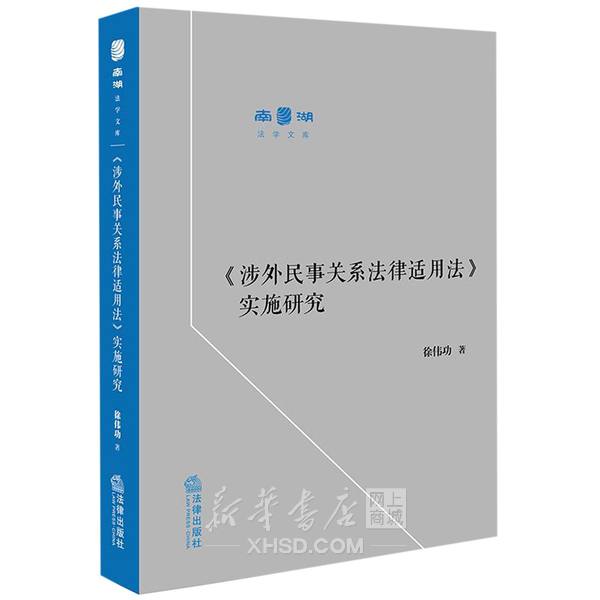 南湖
法学文库
《涉外民事关系法律适用法》实施研究
徐伟功 著
法律出版社
LAW PRESS·CHINA
南湖
法学文库
《涉外民事关系法律适用法》
实施研究
徐伟功 著
新华书店
网上
商城
XHSD.COM